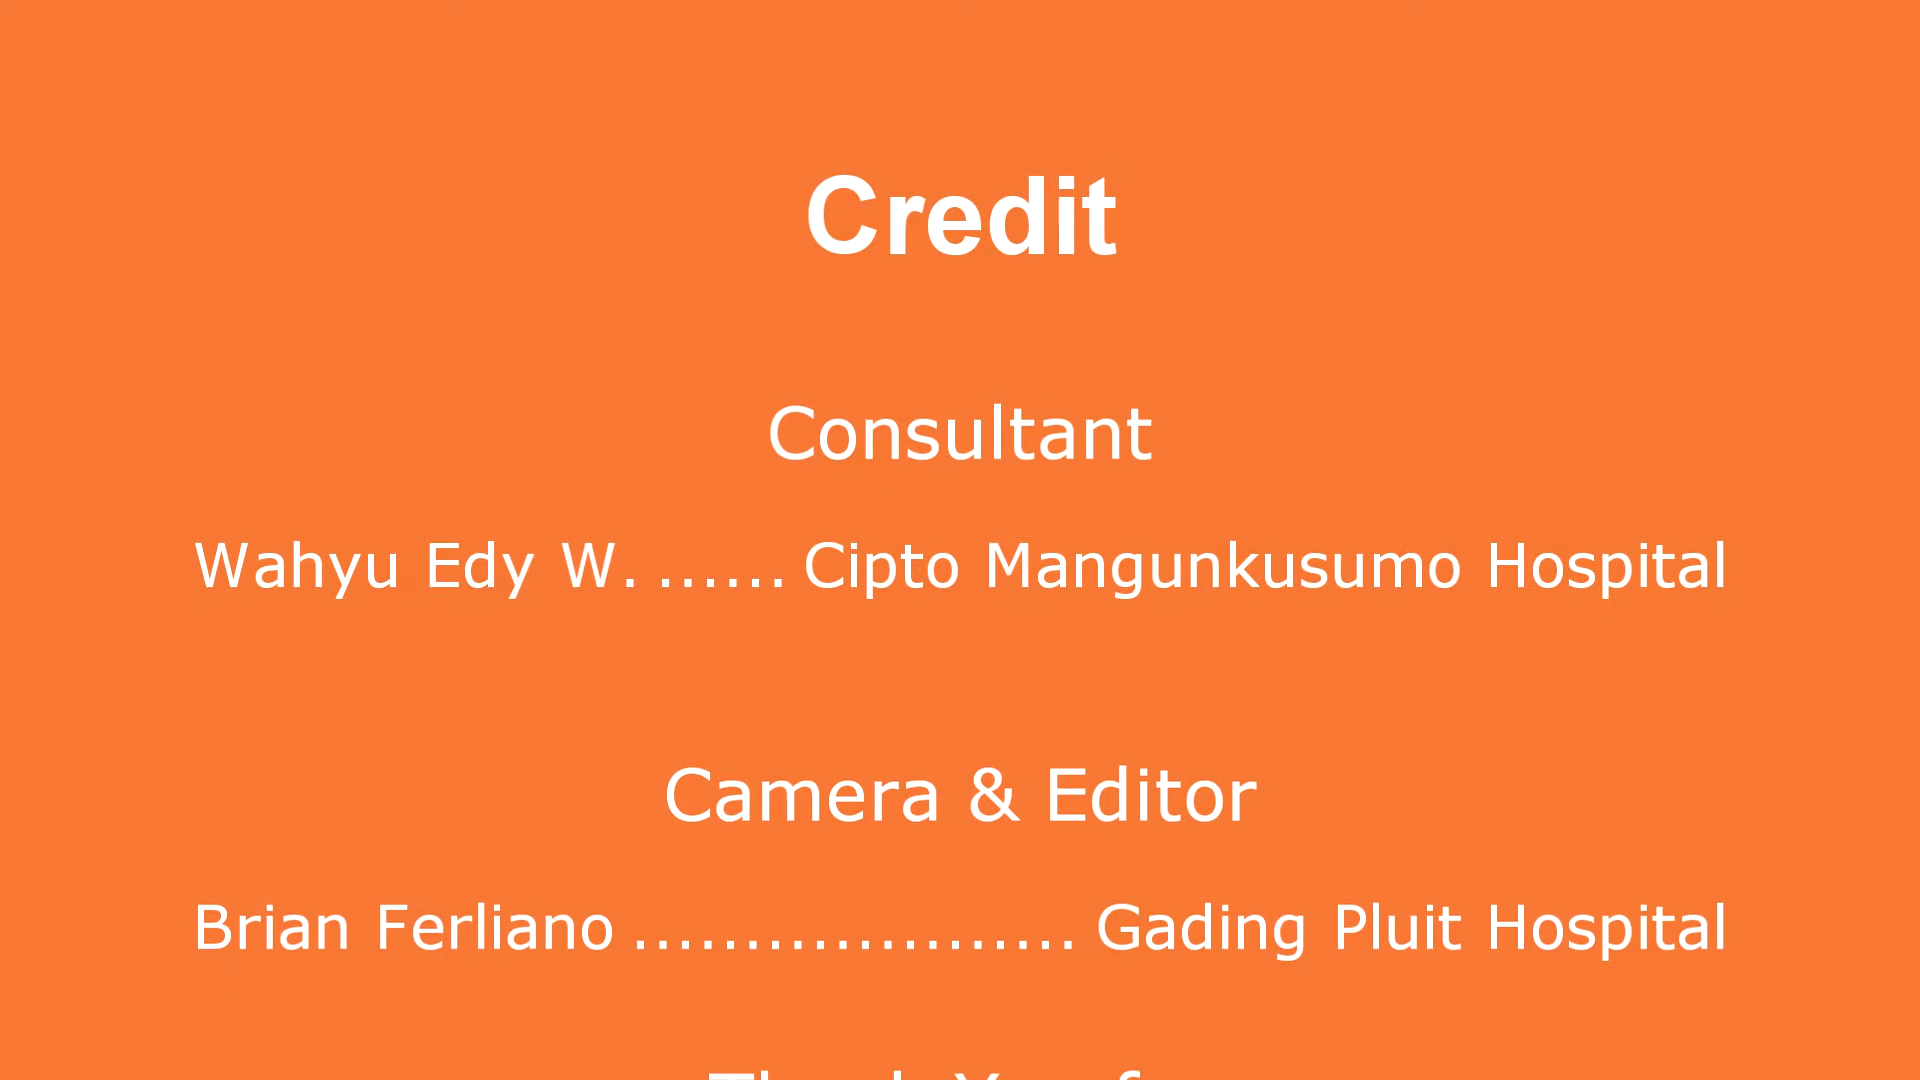 Credit
Consultant
Wahyu Edy W. ...... Cipto Mangunkusumo Hospital
Camera & Editor
Brian Ferliano .................... Gading Pluit Hospital